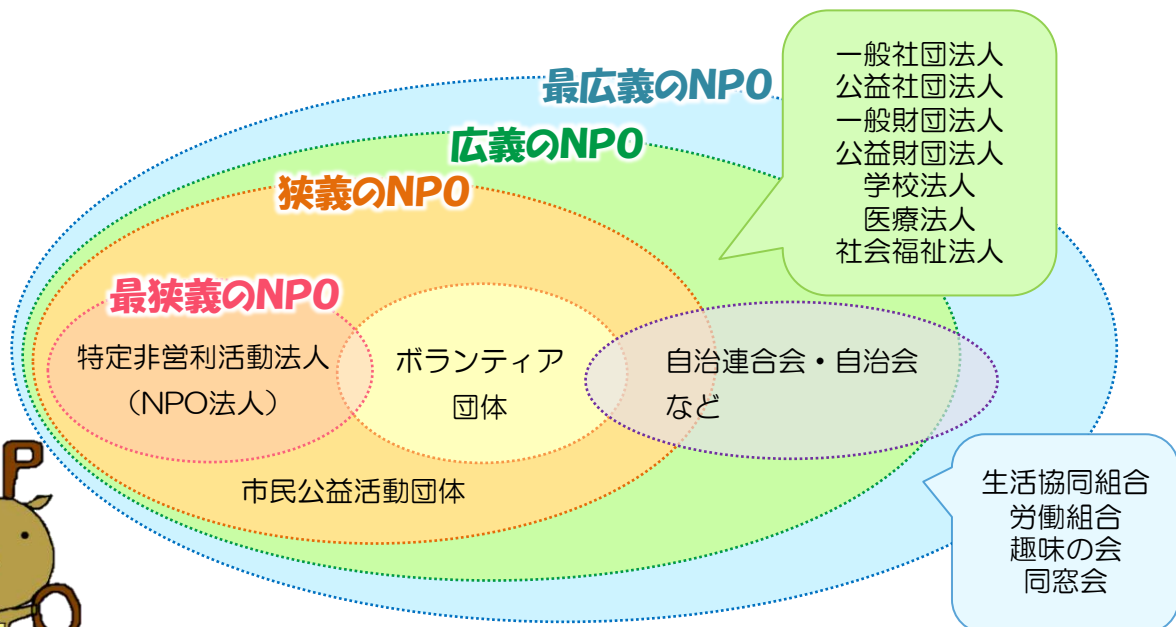 最広義のNPO
広義のNPO
狭義のNPO
最狭義のNPO
特定非営利活動法人
（NPO法人）
ボランティア
団体
自治連合会・自治会
など
市民公益活動団体
一般社団法人
公益社団法人
一般財団法人
公益財団法人
学校法人
医療法人
社会福祉法人
生活協同組合
労働組合
趣味の会
同窓会
P
O